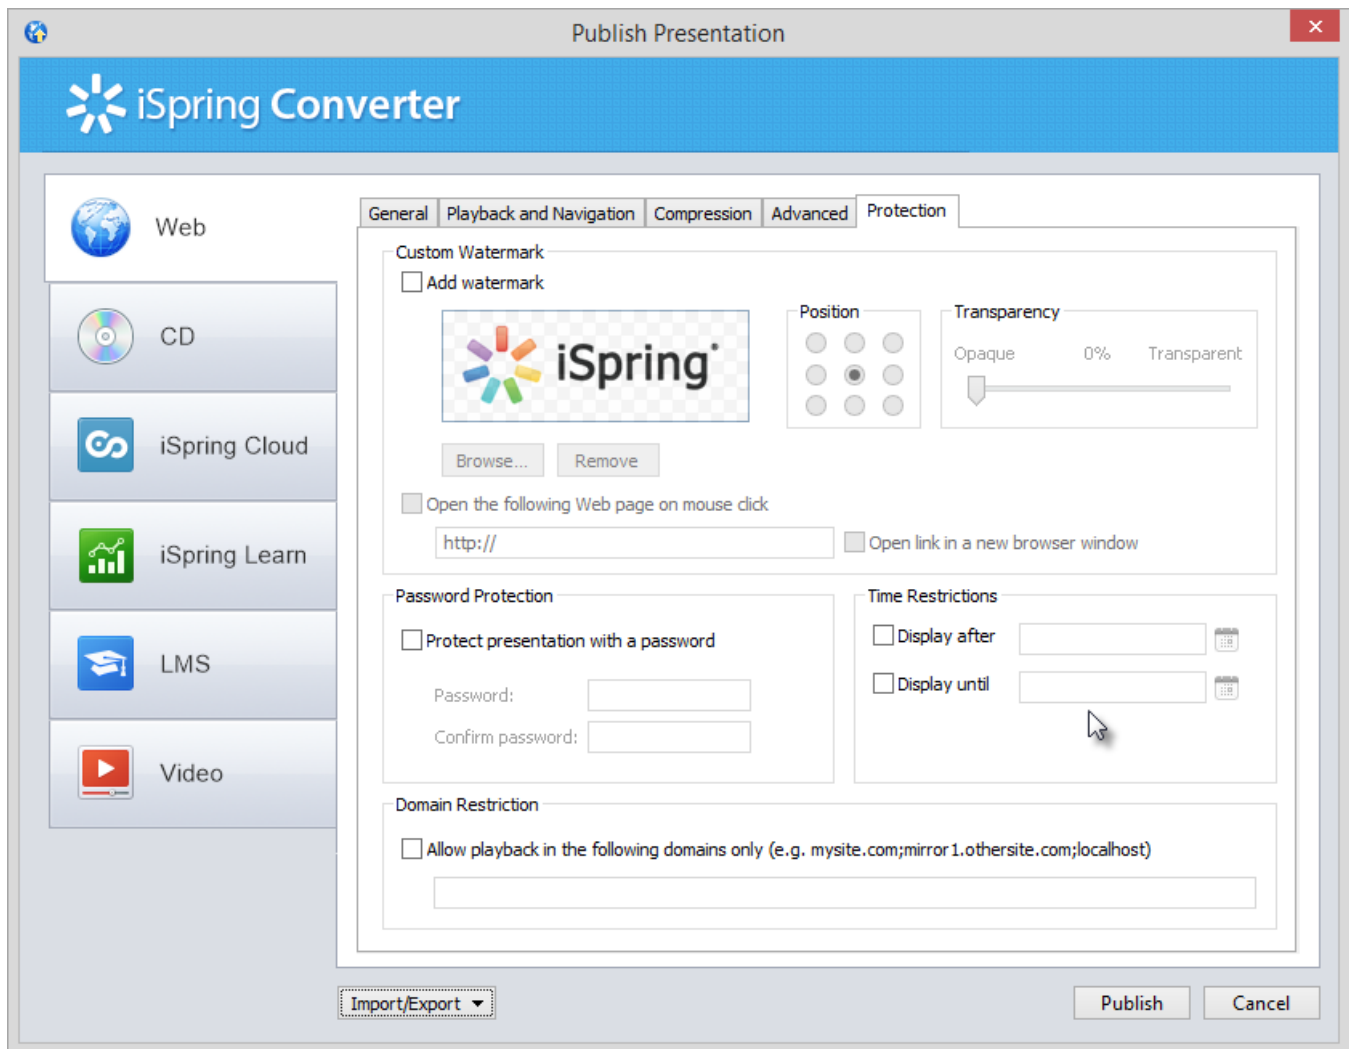 Publish Presentation
iSpring Converter
Web
CD
iSpring Cloud
iSpring Learn
LMS
Video
General Playback and Navigation Compression Advanced Protection
Custom Watermark
Add watermark
iSpring
Position
Transparency
Opaque 0% Transparent
Browse... Remove
Open the following Web page on mouse click
http://
Open link in a new browser window
Password Protection
Protect presentation with a password
Password:
Confirm password:
Time Restrictions
Display after
Display until
Domain Restriction
Allow playback in the following domains only (e.g. mysite.com;mirror1.othersite.com;localhost)
Import/Export
Publish Cancel